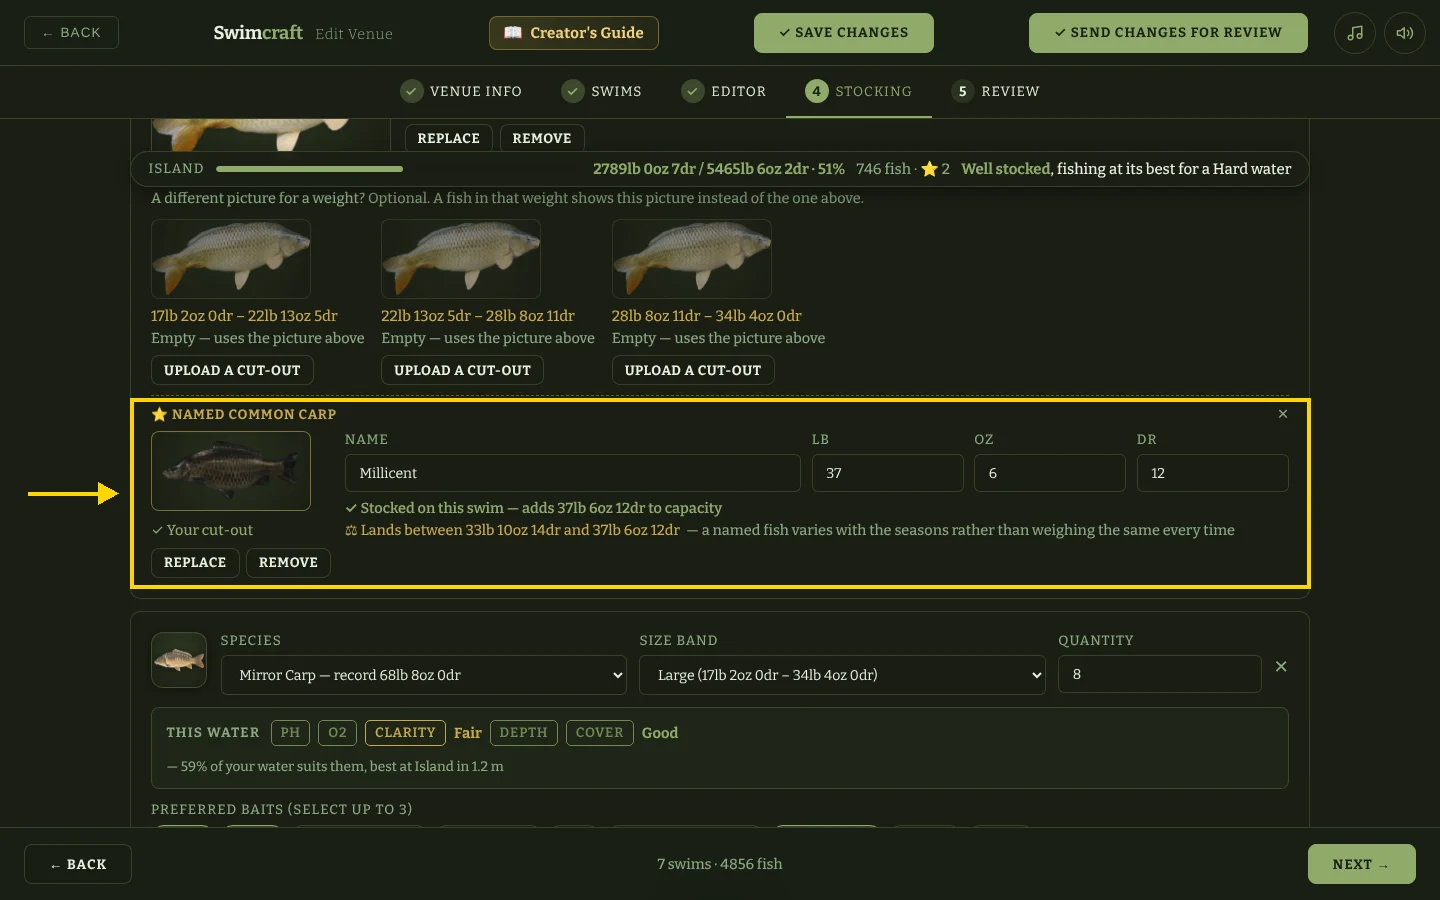 ← BACK
Swimcraft Edit Venue
📖 Creator's Guide
✓ SAVE CHANGES
✓ SEND CHANGES FOR REVIEW
✓ VENUE INFO
✓ SWIMS
✓ EDITOR
4 STOCKING
5 REVIEW
REPLACE
REMOVE
ISLAND
2789lb 0oz 7dr / 5465lb 6oz 2dr · 51% 746 fish · ⭐ 2 Well stocked, fishing at its best for a Hard water
A different picture for a weight? Optional. A fish in that weight shows this picture instead of the one above.
17lb 2oz 0dr – 22lb 13oz 5dr
Empty — uses the picture above
UPLOAD A CUT-OUT
22lb 13oz 5dr – 28lb 8oz 11dr
Empty — uses the picture above
UPLOAD A CUT-OUT
28lb 8oz 11dr – 34lb 4oz 0dr
Empty — uses the picture above
UPLOAD A CUT-OUT
⭐ NAMED COMMON CARP
✕
✓ Your cut-out
REPLACE
REMOVE
NAME
Millicent
LB
37
OZ
6
DR
12
✓ Stocked on this swim — adds 37lb 6oz 12dr to capacity
⚖ Lands between 33lb 10oz 14dr and 37lb 6oz 12dr — a named fish varies with the seasons rather than weighing the same every time
SPECIES
Mirror Carp — record 68lb 8oz 0dr
SIZE BAND
Large (17lb 2oz 0dr – 34lb 4oz 0dr)
QUANTITY
8
✕
THIS WATER PH O2 CLARITY Fair DEPTH COVER Good
— 59% of your water suits them, best at Island in 1.2 m
PREFERRED BAITS (SELECT UP TO 3)
← BACK
7 swims · 4856 fish
NEXT →